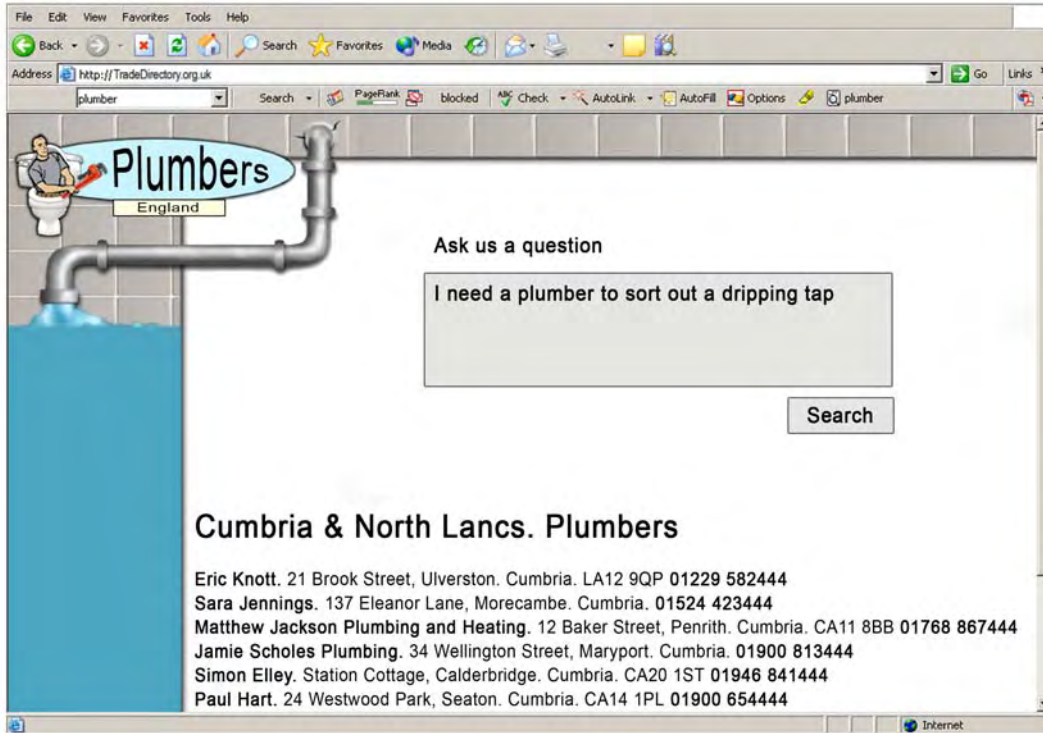 File Edit View Favorites Tools Help
Back Search Favorites Media
Address http://TradeDirectory.org.uk Go Links
plumber Search PageRank blocked ABC Check AutoLink AutoFill Options plumber
Plumbers
England
Ask us a question
I need a plumber to sort out a dripping tap
Search
Cumbria & North Lancs. Plumbers
Eric Knott. 21 Brook Street, Ulverston. Cumbria. LA12 9QP 01229 582444
Sara Jennings. 137 Eleanor Lane, Morecambe. Cumbria. 01524 423444
Matthew Jackson Plumbing and Heating. 12 Baker Street, Penrith. Cumbria. CA11 8BB 01768 867444
Jamie Scholes Plumbing. 34 Wellington Street, Maryport. Cumbria. 01900 813444
Simon Elley. Station Cottage, Calderbridge. Cumbria. CA20 1ST 01946 841444
Paul Hart. 24 Westwood Park, Seaton. Cumbria. CA14 1PL 01900 654444
Internet